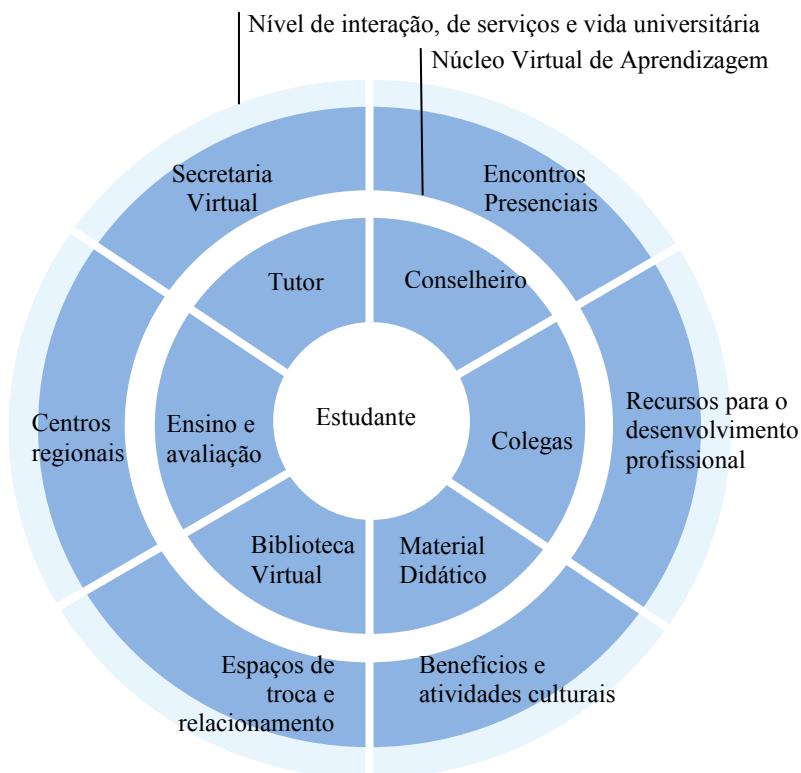 Nível de interação, de serviços e vida universitária
Núcleo Virtual de Aprendizagem
Secretaria
Virtual
Encontros
Presenciais
Tutor
Conselheiro
Centros
regionais
Ensino e
avaliação
Estudante
Colegas
Recursos para o
desenvolvimento
profissional
Biblioteca
Virtual
Material
Didático
Espaços de
troca e
relacionamento
Benefícios e
atividades culturais